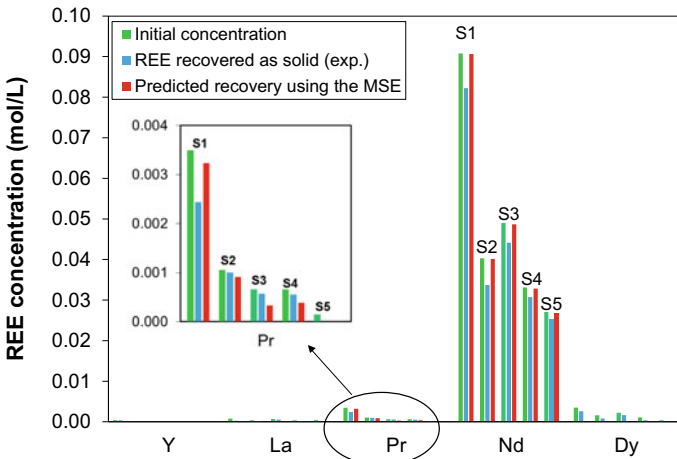 0.10
0.09
0.08
0.07
0.06
0.05
0.04
0.03
0.02
0.01
0.00
REE concentration (mol/L)
Initial concentration
REE recovered as solid (exp.)
Predicted recovery using the MSE
0.004
0.003
0.002
0.001
0.000
S1
S2
S3
S4
S5
Pr
S1
S2
S3
S4
S5
Y La Pr Nd Dy